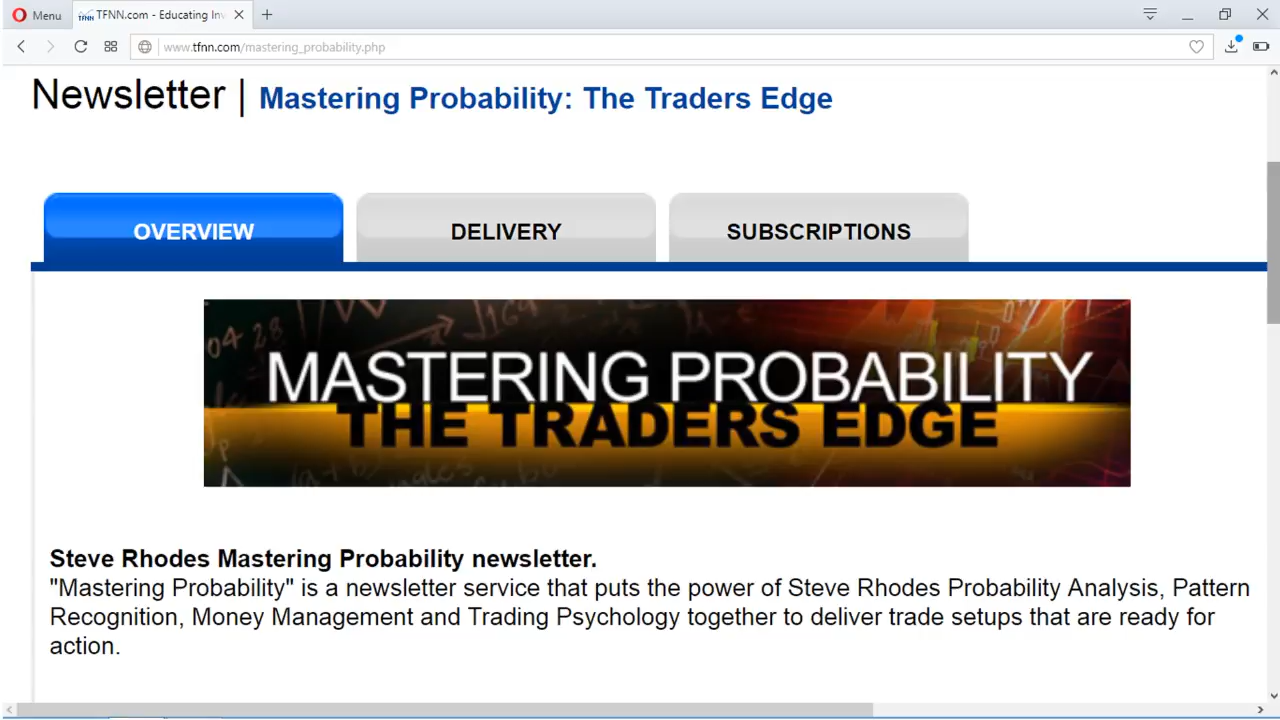 Menu
TFNN.com - Educating Inv
www.tfnn.com/mastering_probability.php
Newsletter | Mastering Probability: The Traders Edge
OVERVIEW
DELIVERY
SUBSCRIPTIONS
MASTERING PROBABILITY
THE TRADERS EDGE
Steve Rhodes Mastering Probability newsletter.
"Mastering Probability" is a newsletter service that puts the power of Steve Rhodes Probability Analysis, Pattern
Recognition, Money Management and Trading Psychology together to deliver trade setups that are ready for
action.